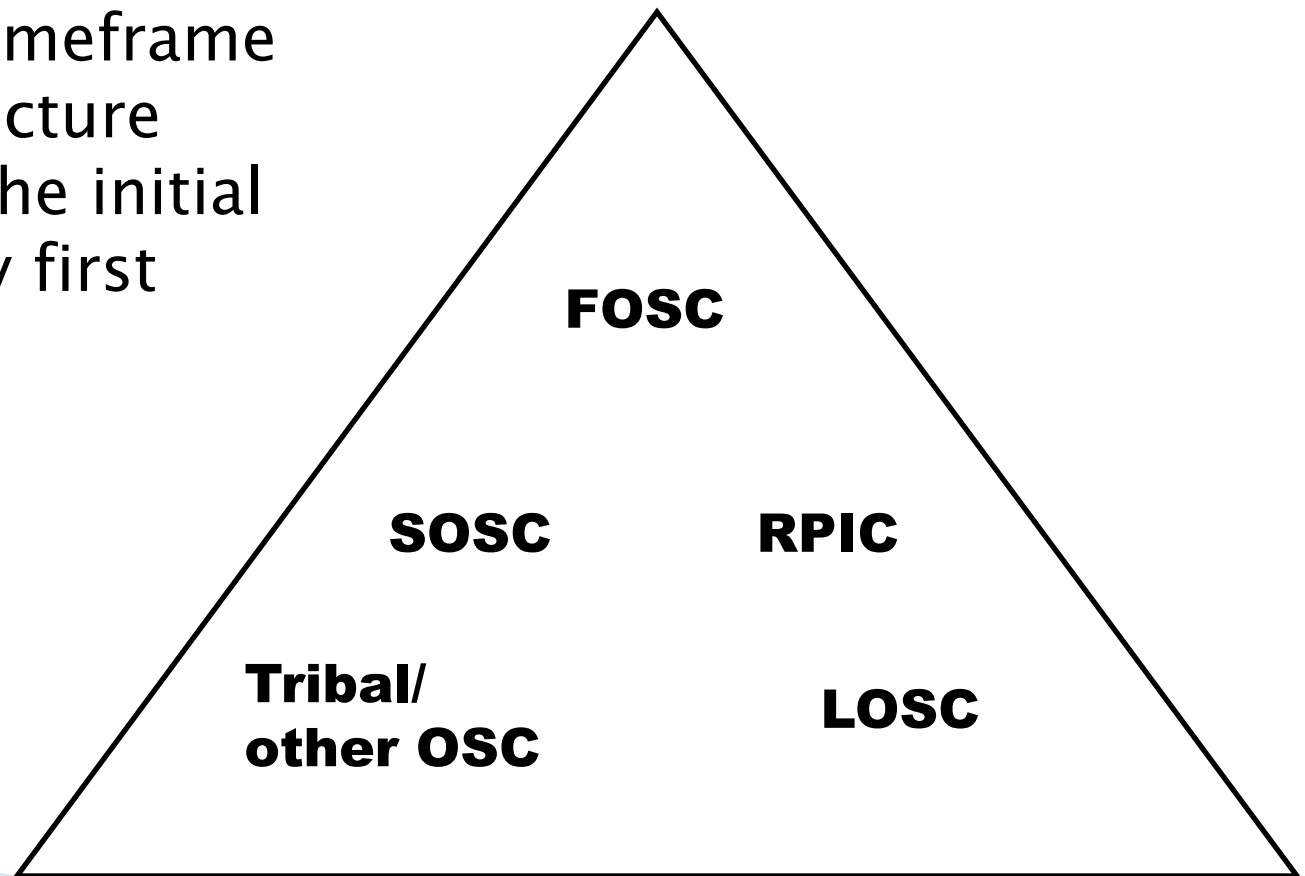 meframe
cture
he initial
first
FOSC
SOSC RPIC
Tribal/
other OSC
LOSC